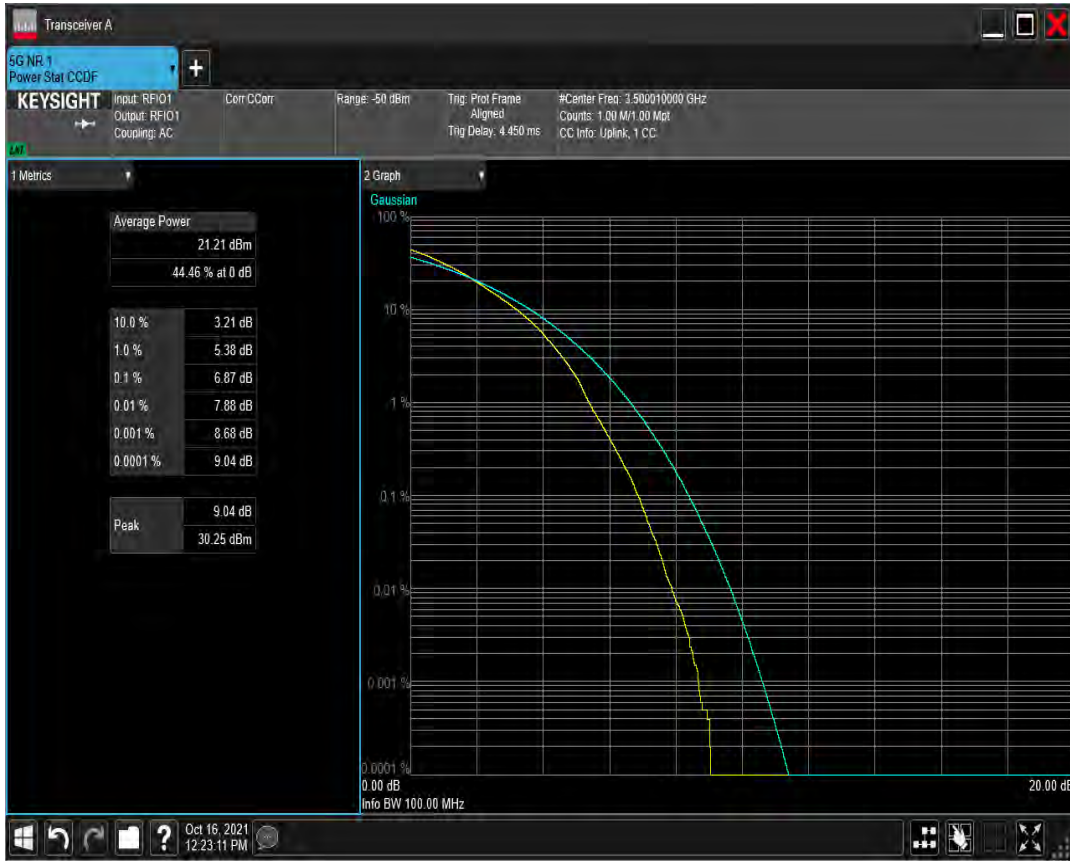 Transceiver A
5G NR 1
Power Stat CCDF
+
KEYSIGHT
Input: RFIO1
Output: RFIO1
Coupling: AC
Corr CCorr
Range: -50 dBm
Trig: Prot Frame
Aligned
Trig Delay: 4.450 ms
#Center Freq: 3.500010000 GHz
Counts: 1.00 M/1.00 Mpt
CC Info: Uplink, 1 CC
1 Metrics
Average Power
21.21 dBm
44.46 % at 0 dB
10.0 % 3.21 dB
1.0 % 5.38 dB
0.1 % 6.87 dB
0.01 % 7.88 dB
0.001 % 8.68 dB
0.0001 % 9.04 dB
Peak 9.04 dB
30.25 dBm
2 Graph
Gaussian
100 %
10 %
1 %
0.1 %
0.01 %
0.001 %
0.0001 %
0.00 dB 20.00 dB
Info BW 100.00 MHz
?
Oct 16, 2021
12:23:11 PM